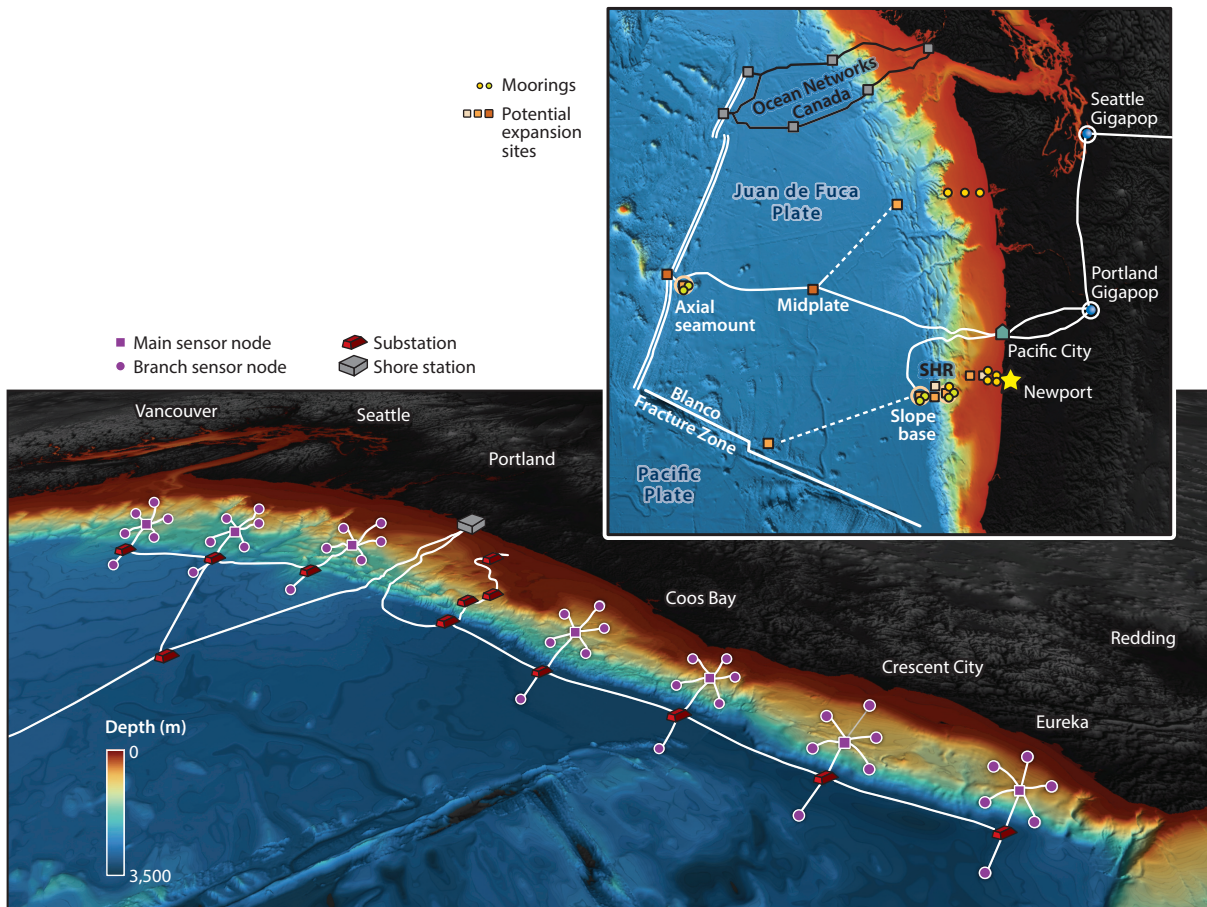 Moorings
Potential
expansion
sites
Ocean Networks
Canada
Seattle
Gigapop
Juan de Fuca
Plate
Portland
Gigapop
Axial
seamount
Midplate
Pacific City
SHR
Newport
Blanco
Fracture Zone
Slope
base
Pacific
Plate
Main sensor node
Branch sensor node
Substation
Shore station
Vancouver
Seattle
Portland
Coos Bay
Redding
Crescent City
Eureka
Depth (m)
0
3,500